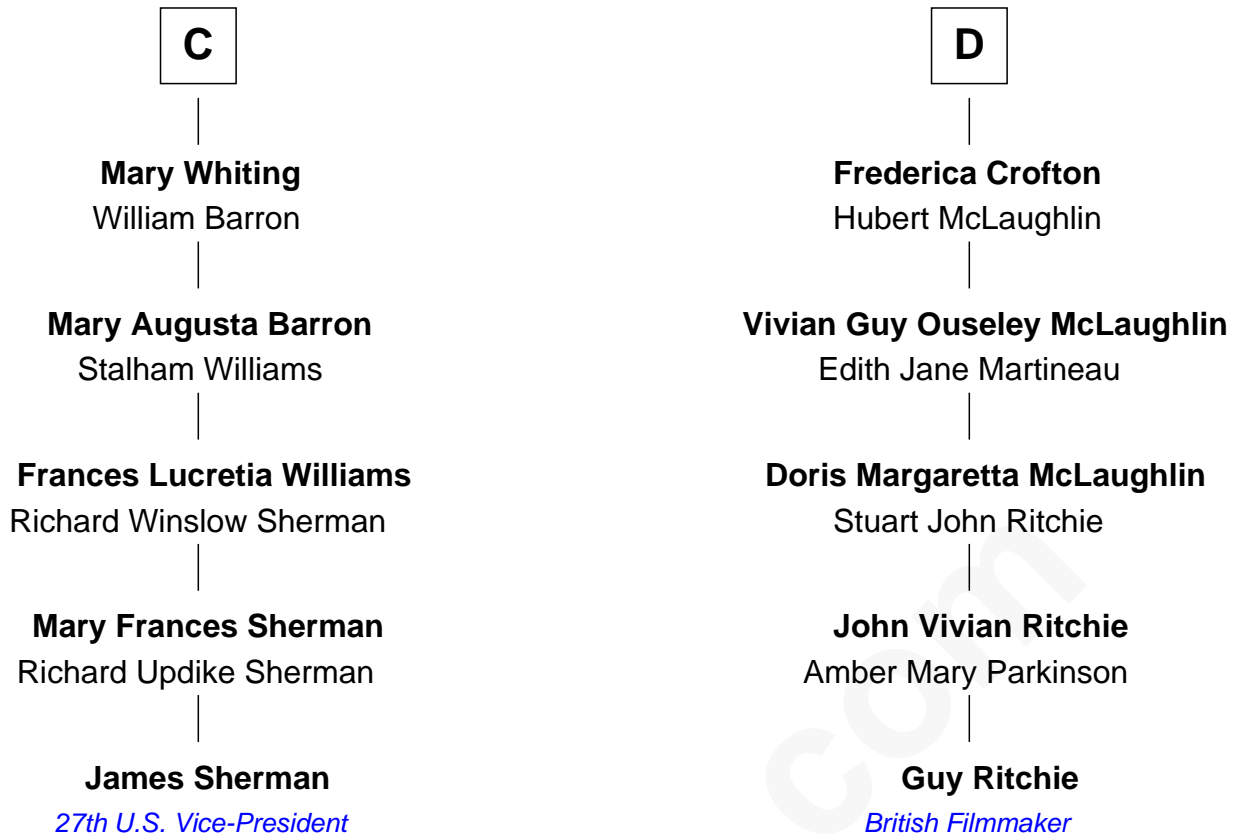 C
Mary Whiting
William Barron
Mary Augusta Barron
Stalham Williams
Frances Lucretia Williams
Richard Winslow Sherman
Mary Frances Sherman
Richard Updike Sherman
James Sherman
27th U.S. Vice-President
D
Frederica Crofton
Hubert McLaughlin
Vivian Guy Ouseley McLaughlin
Edith Jane Martineau
Doris Margaretta McLaughlin
Stuart John Ritchie
John Vivian Ritchie
Amber Mary Parkinson
Guy Ritchie
British Filmmaker
com